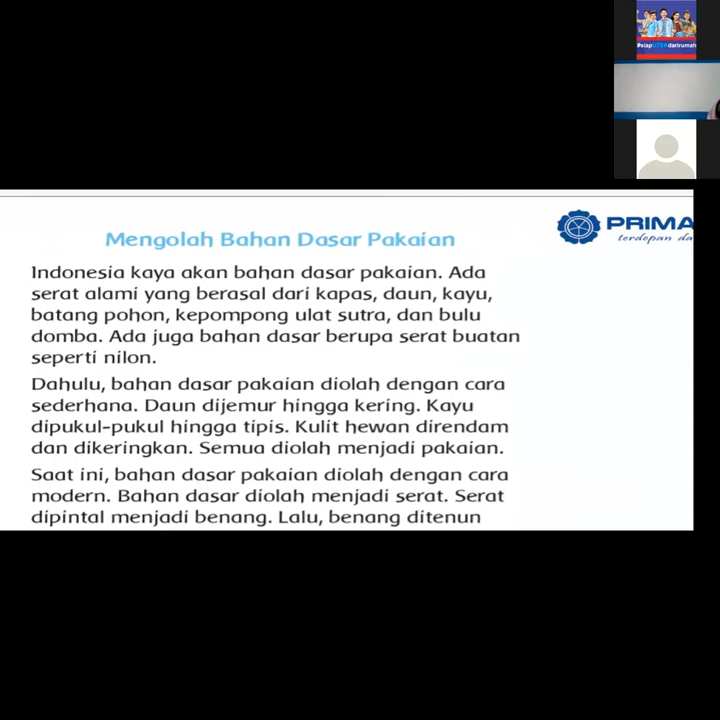 #siapUTBKdarirumah
PRIMA
terdepan da
Mengolah Bahan Dasar Pakaian
Indonesia kaya akan bahan dasar pakaian. Ada
serat alami yang berasal dari kapas, daun, kayu,
batang pohon, kepompong ulat sutra, dan bulu
domba. Ada juga bahan dasar berupa serat buatan
seperti nilon.
Dahulu, bahan dasar pakaian diolah dengan cara
sederhana. Daun dijemur hingga kering. Kayu
dipukul-pukul hingga tipis. Kulit hewan direndam
dan dikeringkan. Semua diolah menjadi pakaian.
Saat ini, bahan dasar pakaian diolah dengan cara
modern. Bahan dasar diolah menjadi serat. Serat
dipintal menjadi benang. Lalu, benang ditenun